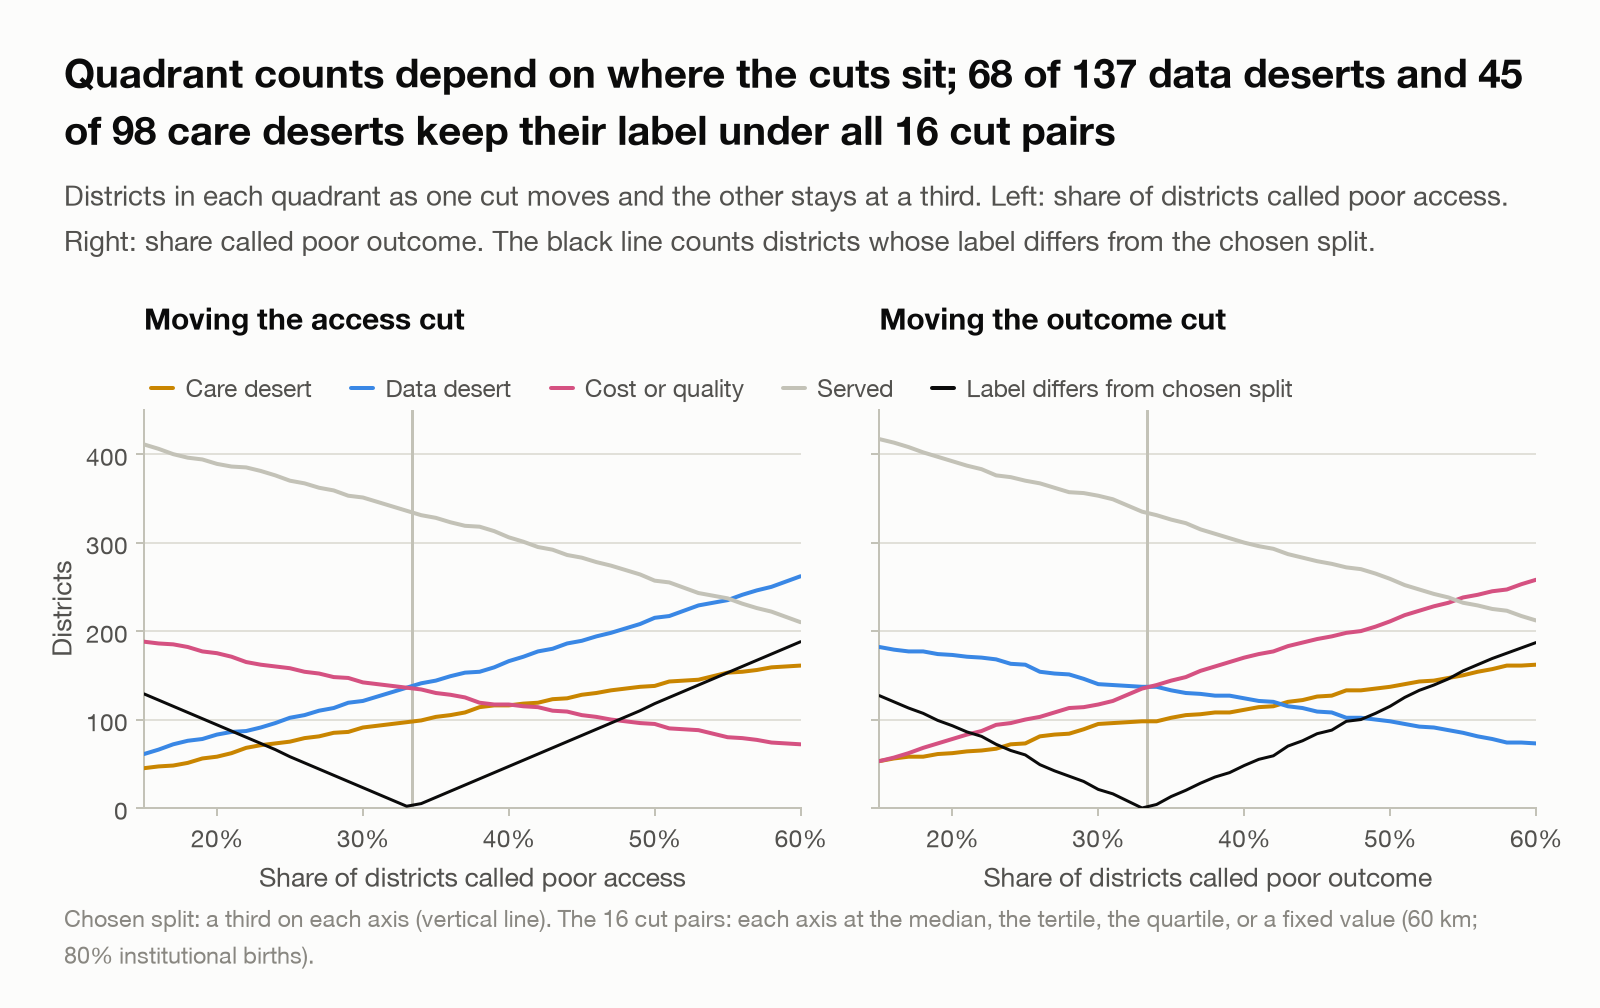 Quadrant counts depend on where the cuts sit; 68 of 137 data deserts and 45
of 98 care deserts keep their label under all 16 cut pairs
Districts in each quadrant as one cut moves and the other stays at a third. Left: share of districts called poor access.
Right: share called poor outcome. The black line counts districts whose label differs from the chosen split.
Moving the access cut
Moving the outcome cut
Care desert
Data desert
Cost or quality
Served
Label differs from chosen split
Districts
400
300
200
100
0
20%
30%
40%
50%
60%
Share of districts called poor access
20%
30%
40%
50%
60%
Share of districts called poor outcome
Chosen split: a third on each axis (vertical line). The 16 cut pairs: each axis at the median, the tertile, the quartile, or a fixed value (60 km;
80% institutional births).